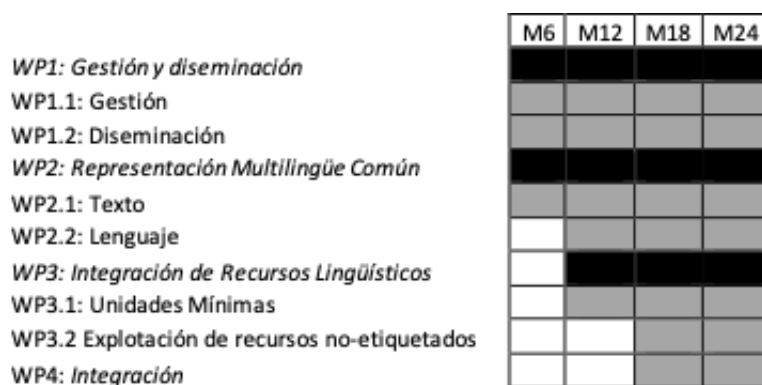 M6 M12 M18 M24
WP1: Gestión y diseminación
WP1.1: Gestión
WP1.2: Diseminación
WP2: Representación Multilingüe Común
WP2.1: Texto
WP2.2: Lenguaje
WP3: Integración de Recursos Lingüísticos
WP3.1: Unidades Mínimas
WP3.2 Explotación de recursos no-etiquetados
WP4: Integración